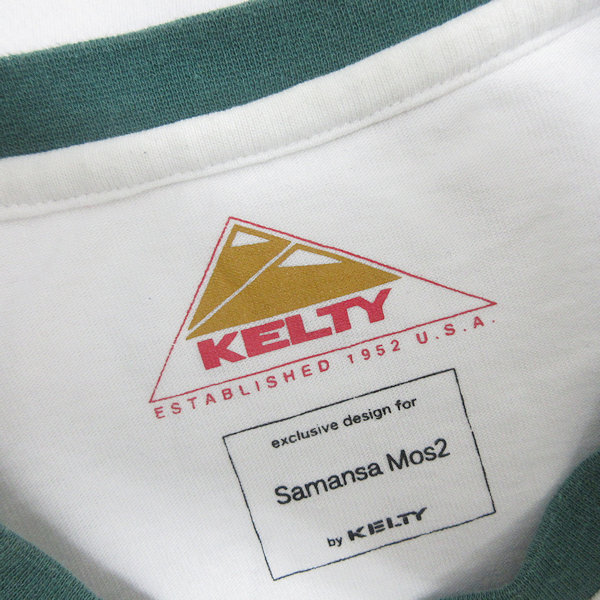 KELTY
ESTABLISHED 1952 U.S.A.
exclusive design for
Samansa Mos2
by KELTY